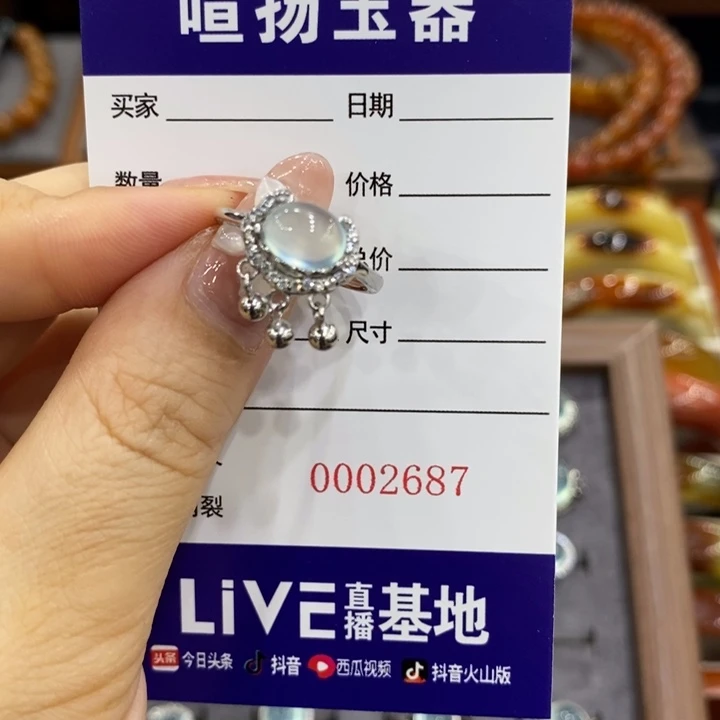 喧扬玉器
买家 日期
数量 价格
价
尺寸
0002687
裂
LiVE直播基地
头条 今日头条 抖音 西瓜视频 抖音火山版